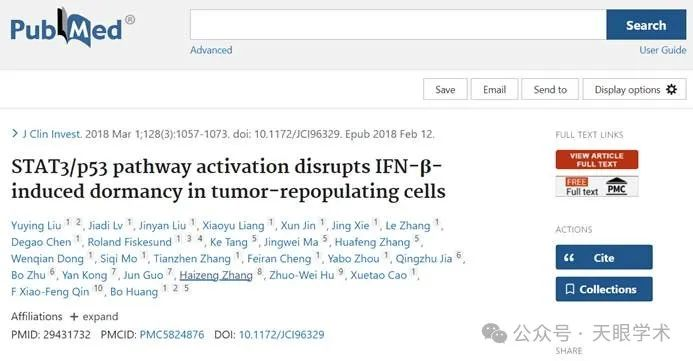 PubMed®
Search
Advanced
User Guide
Save
Email
Send to
Display options
> J Clin Invest. 2018 Mar 1;128(3):1057-1073. doi: 10.1172/JCI96329. Epub 2018 Feb 12.
STAT3/p53 pathway activation disrupts IFN-β-
induced dormancy in tumor-repopulating cells
Yuying Liu 1 2, Jiadi Lv 1, Jinyan Liu 1, Xiaoyu Liang 1, Xun Jin 1, Jing Xie 1, Le Zhang 1,
Degao Chen 1, Roland Fiskesund 1 3 4, Ke Tang 5, Jingwei Ma 5, Huafeng Zhang 5,
Wenqian Dong 1, Siqi Mo 1, Tianzhen Zhang 1, Feiran Cheng 1, Yabo Zhou 1, Qingzhu Jia 6,
Bo Zhu 6, Yan Kong 7, Jun Guo 7, Haizeng Zhang 8, Zhuo-Wei Hu 9, Xuetao Cao 1,
F Xiao-Feng Qin 10, Bo Huang 1 2 5
Affiliations + expand
PMID: 29431732 PMCID: PMC5824876 DOI: 10.1172/JCI96329
FULL TEXT LINKS
VIEW ARTICLE
FULL TEXT
FREE
Full text
PMC
ACTIONS
Cite
Collections
SHARE
公众号 · 天眼学术